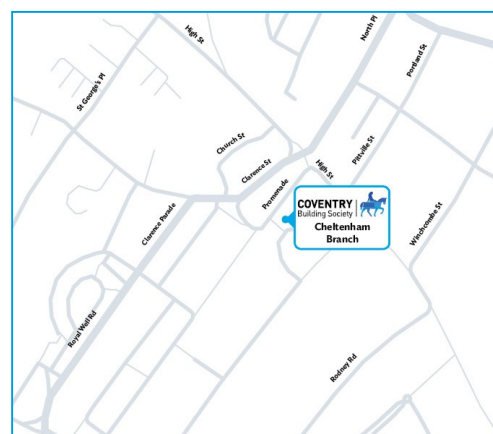 High St
North Pl
Portland St
St George's Pl
Church St
Clarence St
High St
Pittville St
Promenade
COVENTRY
Building Society
Cheltenham
Branch
Clarence Parade
Winchcombe St
Royal Well Rd
Rodney Rd